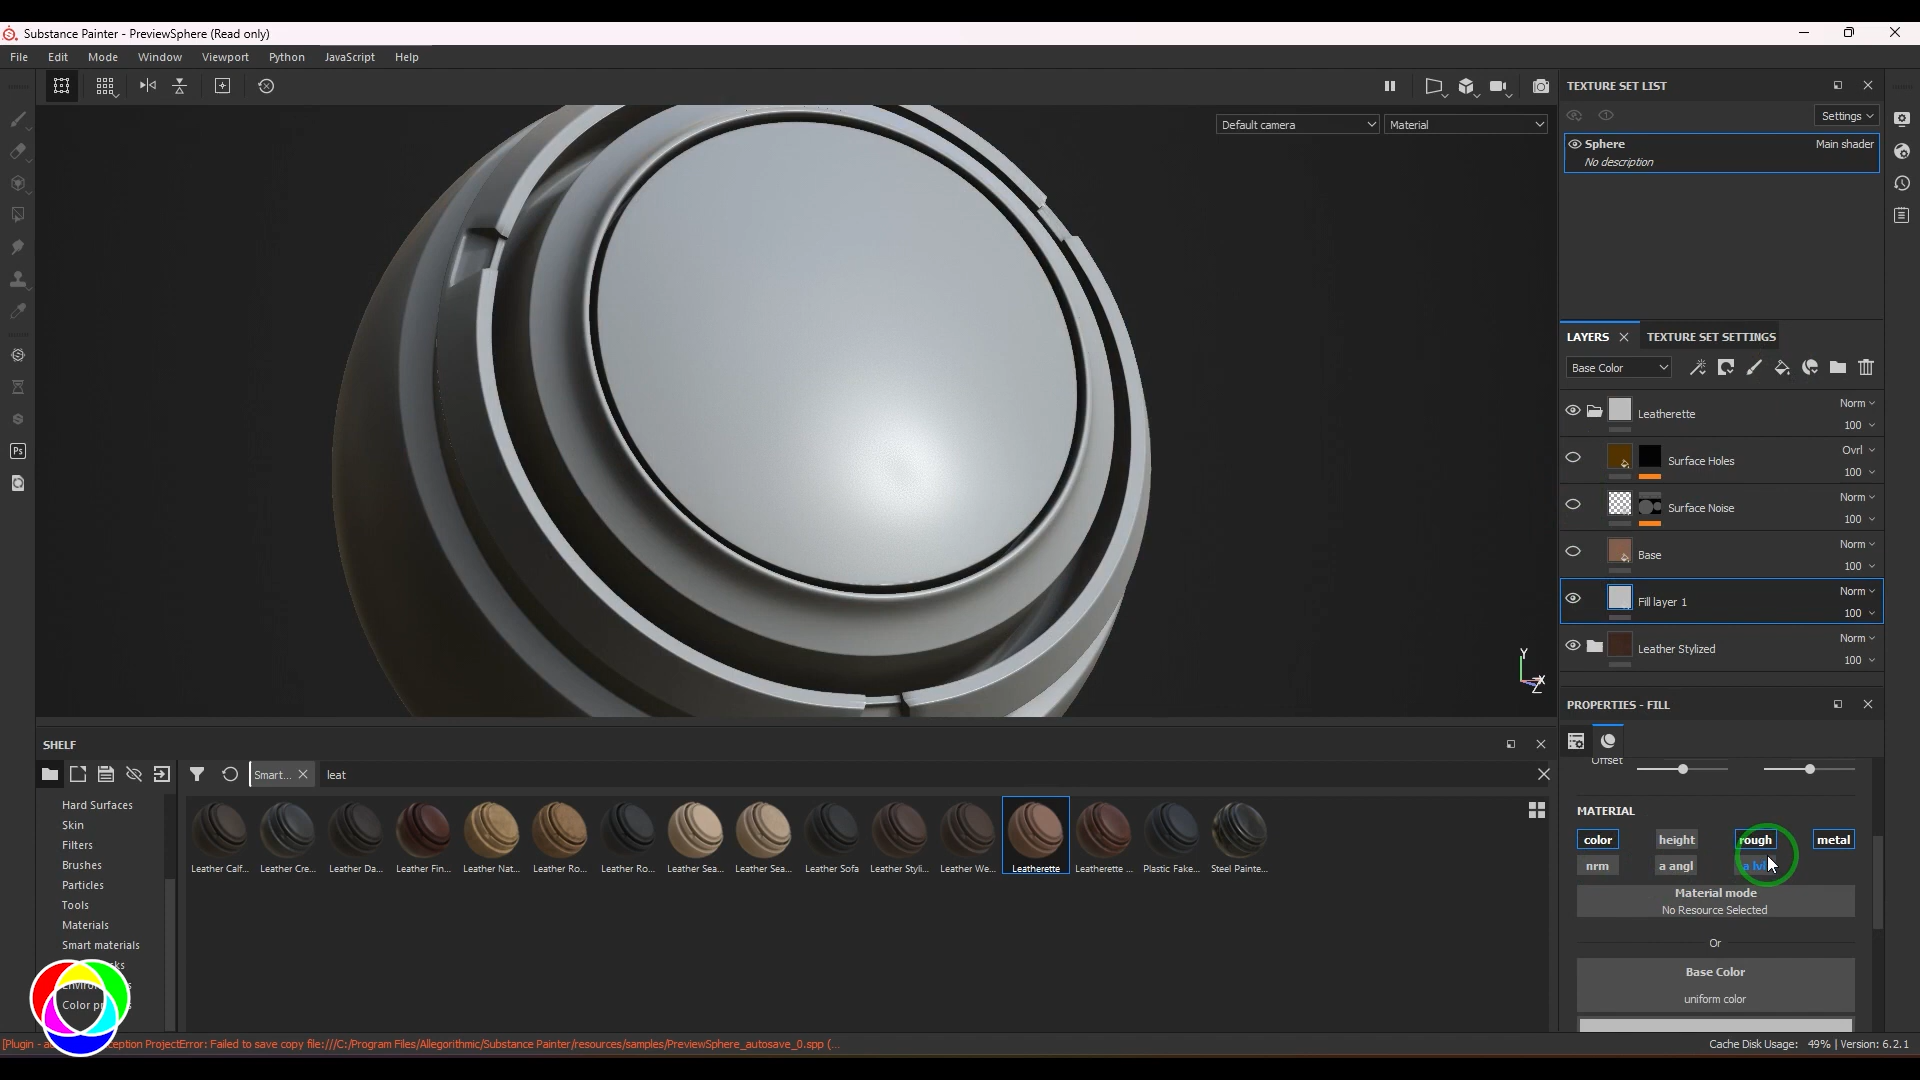 Substance Painter - PreviewSphere (Read only)
File Edit Mode Window Viewport Python JavaScript Help
Default camera
Material
TEXTURE SET LIST
Settings
Sphere Main shader
No description
LAYERS TEXTURE SET SETTINGS
Base Color
Leatherette Norm 100
Surface Holes Ovrl 100
Surface Noise Norm 100
Base Norm 100
Fill layer 1 Norm 100
Leather Stylized Norm 100
Y
X
Z
PROPERTIES - FILL
Offset
MATERIAL
color height rough metal
nrm a angl
Material mode
No Resource Selected
Or
Base Color
uniform color
SHELF
Smart... leat
Hard Surfaces
Skin
Filters
Brushes
Particles
Tools
Materials
Smart materials
Color p
Leather Calf... Leather Cre... Leather Da... Leather Fin... Leather Nat... Leather Ro... Leather Ro... Leather Sea... Leather Sea... Leather Sofa Leather Styli... Leather We... Leatherette Leatherette ... Plastic Fake... Steel Painte...
Ps
[Plugin - a eption ProjectError: Failed to save copy file:///C:/Program Files/Allegorithmic/Substance Painter/resources/samples/PreviewSphere_autosave_0.spp (...
Cache Disk Usage: 49% | Version: 6.2.1